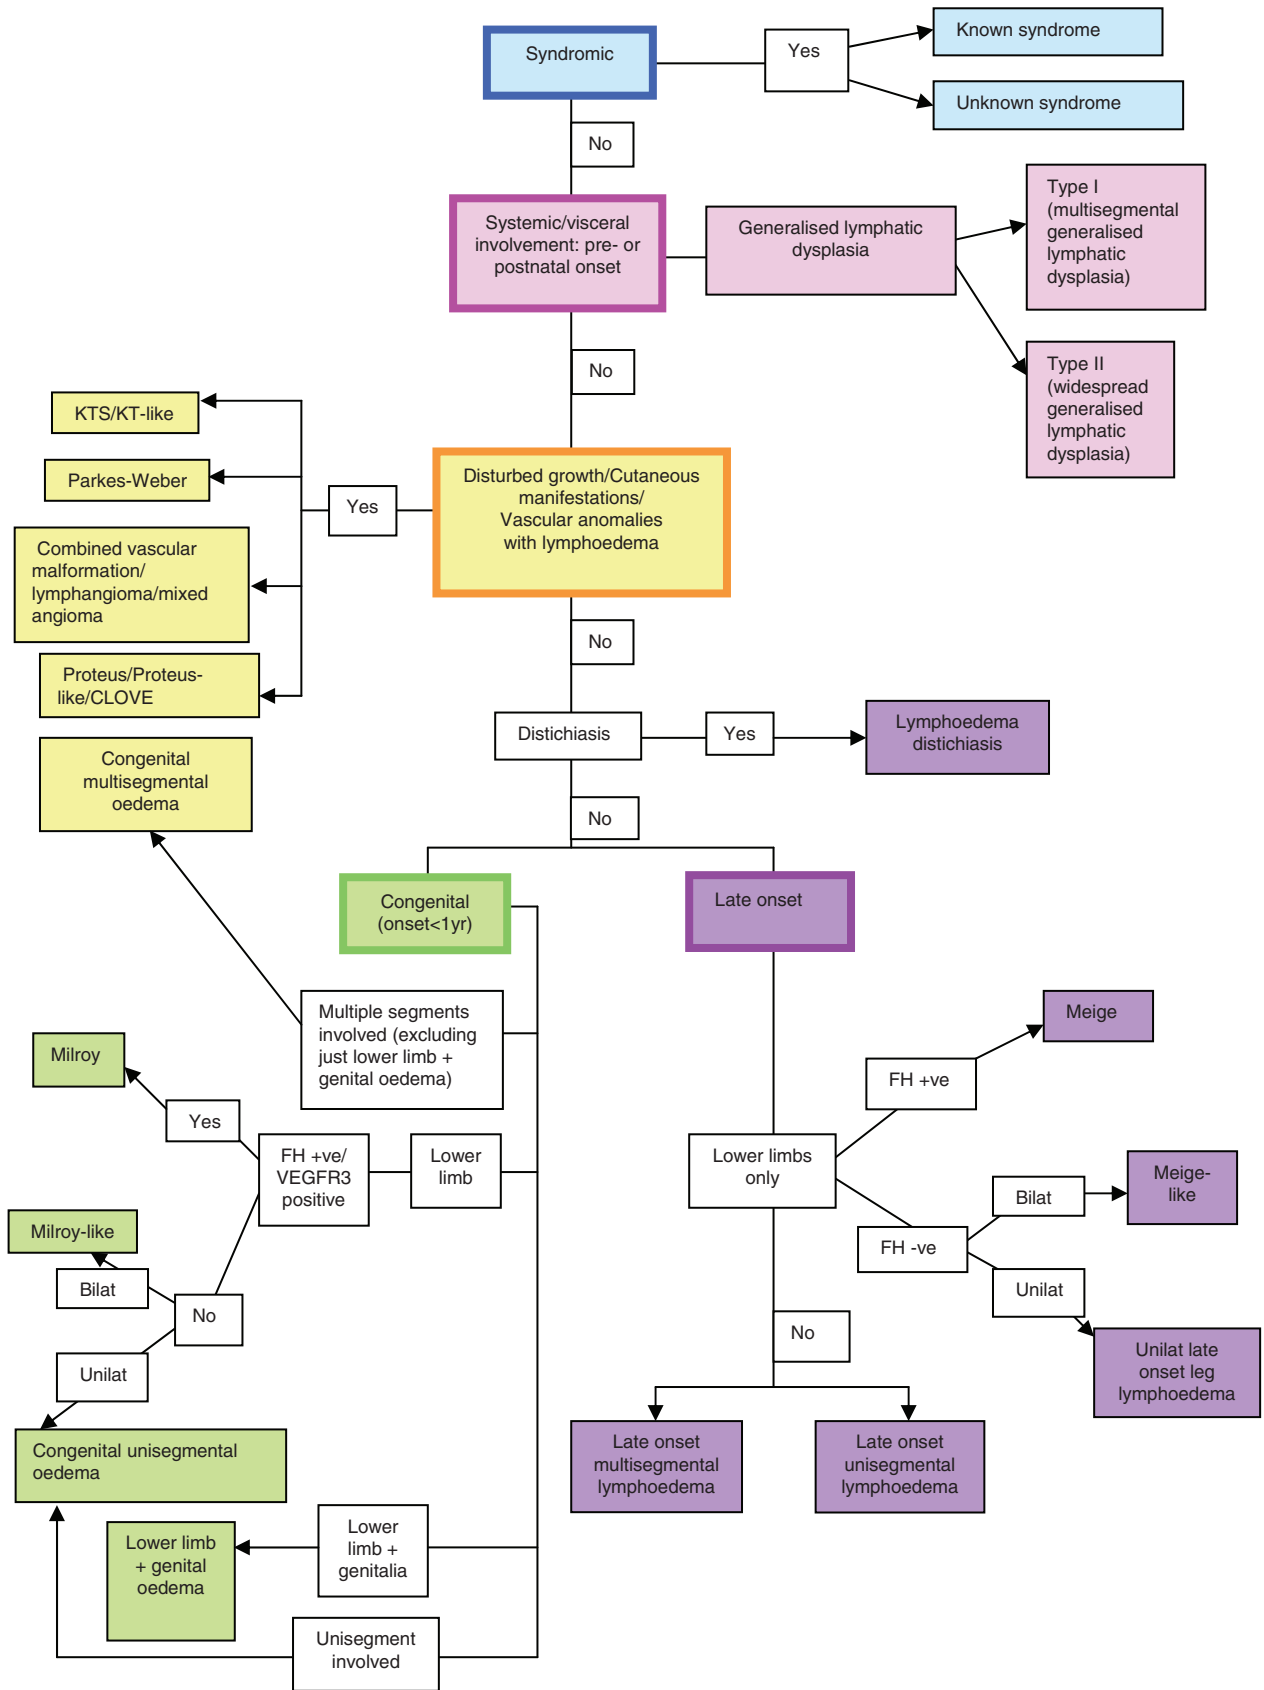 Syndromic
Yes
Known syndrome
Unknown syndrome
No
Systemic/visceral
involvement: pre- or
postnatal onset
Generalised lymphatic
dysplasia
Type I
(multisegmental
generalised
lymphatic
dysplasia)
Type II
(widespread
generalised
lymphatic
dysplasia)
No
KTS/KT-like
Parkes-Weber
Combined vascular
malformation/
lymphangioma/mixed
angioma
Proteus/Proteus-
like/CLOVE
Yes
Disturbed growth/Cutaneous
manifestations/
Vascular anomalies
with lymphoedema
No
Distichiasis
Yes
Lymphoedema
distichiasis
Congenital
multisegmental
oedema
No
Congenital
(onset<1yr)
Late onset
Multiple segments
involved (excluding
just lower limb +
genital oedema)
Milroy
Yes
FH +ve/
VEGFR3
positive
Lower
limb
Milroy-like
Bilat
No
Unilat
Congenital unisegmental
oedema
Lower limb
+ genital
oedema
Lower
limb +
genitalia
Unisegment
involved
Meige
FH +ve
Lower limbs
only
FH -ve
Bilat
Meige-
like
Unilat
Unilat late
onset leg
lymphoedema
No
Late onset
multisegmental
lymphoedema
Late onset
unisegmental
lymphoedema